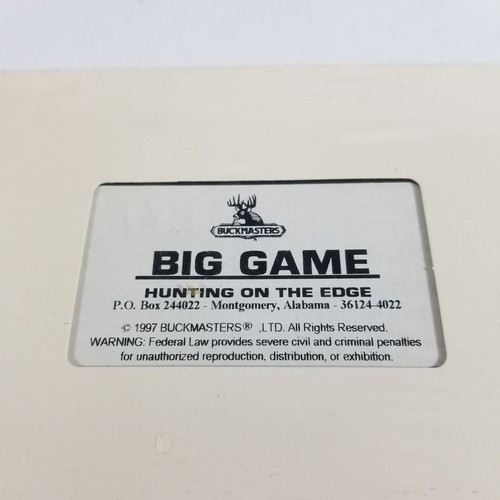 BUCKMASTERS
BIG GAME
HUNTING ON THE EDGE
P.O. Box 244022 - Montgomery, Alabama - 36124-4022
© 1997 BUCKMASTERS® ,LTD. All Rights Reserved.
WARNING: Federal Law provides severe civil and criminal penalties
for unauthorized reproduction, distribution, or exhibition.